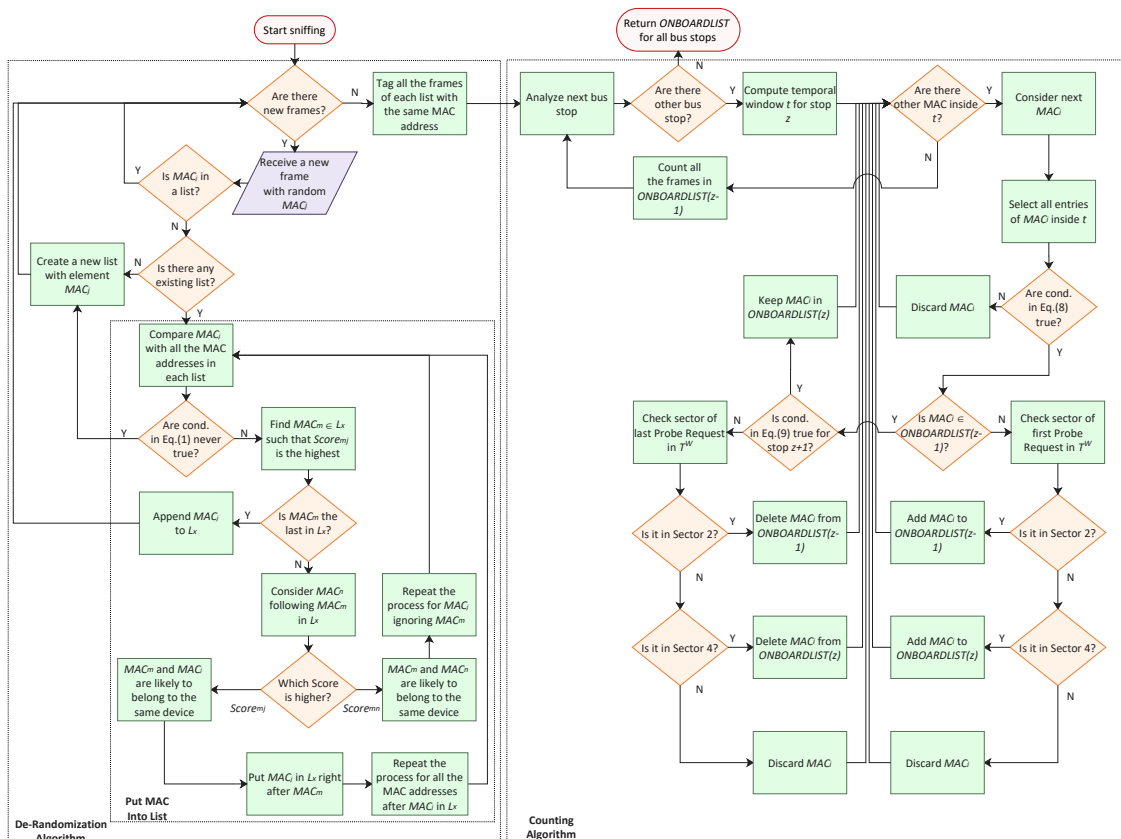 Start sniffing
Return ONBOARDLIST
for all bus stops
Are there
new frames?
N
Y
Tag all the frames
of each list with
the same MAC
address
Receive a new
frame
with random
MACj
Is MACj in
a list?
Y
N
Is there any
existing list?
N
Y
Create a new list
with element
MACj
Compare MACj
with all the MAC
addresses in
each list
Are cond.
in Eq.(1) never
true?
Y
N
Find MACm ∈ Lx
such that Scoremj
is the highest
Is MACm the
last in Lx?
Y
N
Append MACj
to Lx
Consider MACn
following MACm
in Lx
Repeat the
process for MACj
ignoring MACm
Which Score
is higher?
Scoremj
Scoremn
MACm and MACj
are likely to
belong to the
same device
MACm and MACn
are likely to
belong to the
same device
Put MACj in Lx right
after MACm
Repeat the
process for all the
MAC addresses
after MACj in Lx
Put MAC
Into List
De-Randomization
Algorithm
Analyze next bus
stop
Are there
other bus
stop?
N
Y
Compute temporal
window t for stop
z
Are there
other MAC inside
t?
Y
N
Consider next
MACi
Count all
the frames in
ONBOARDLIST(z-
1)
Select all entries
of MACi inside t
Are cond.
in Eq.(8)
true?
N
Y
Discard MACi
Keep MACi in
ONBOARDLIST(z)
Is MACi ∈
ONBOARDLIST(z-
1)?
Y
N
Is cond.
in Eq.(9) true for
stop z+1?
Y
N
Check sector of
last Probe Request
in TW
Check sector of
first Probe
Request in TW
Is it in Sector 2?
Y
N
Delete MACi from
ONBOARDLIST(z-
1)
Add MACi to
ONBOARDLIST(z-
1)
Is it in Sector 2?
Y
N
Is it in Sector 4?
Y
N
Delete MACi from
ONBOARDLIST(z)
Add MACi to
ONBOARDLIST(z)
Is it in Sector 4?
Y
N
Discard MACi
Discard MACi
Counting
Algorithm